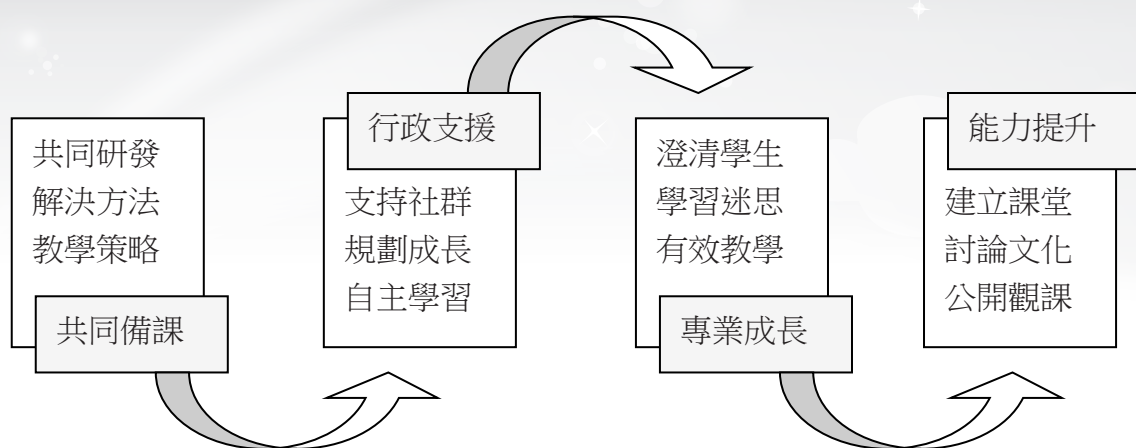 共同研發
解決方法
教學策略
共同備課
行政支援
支持社群
規劃成長
自主學習
澄清學生
學習迷思
有效教學
專業成長
能力提升
建立課堂
討論文化
公開觀課